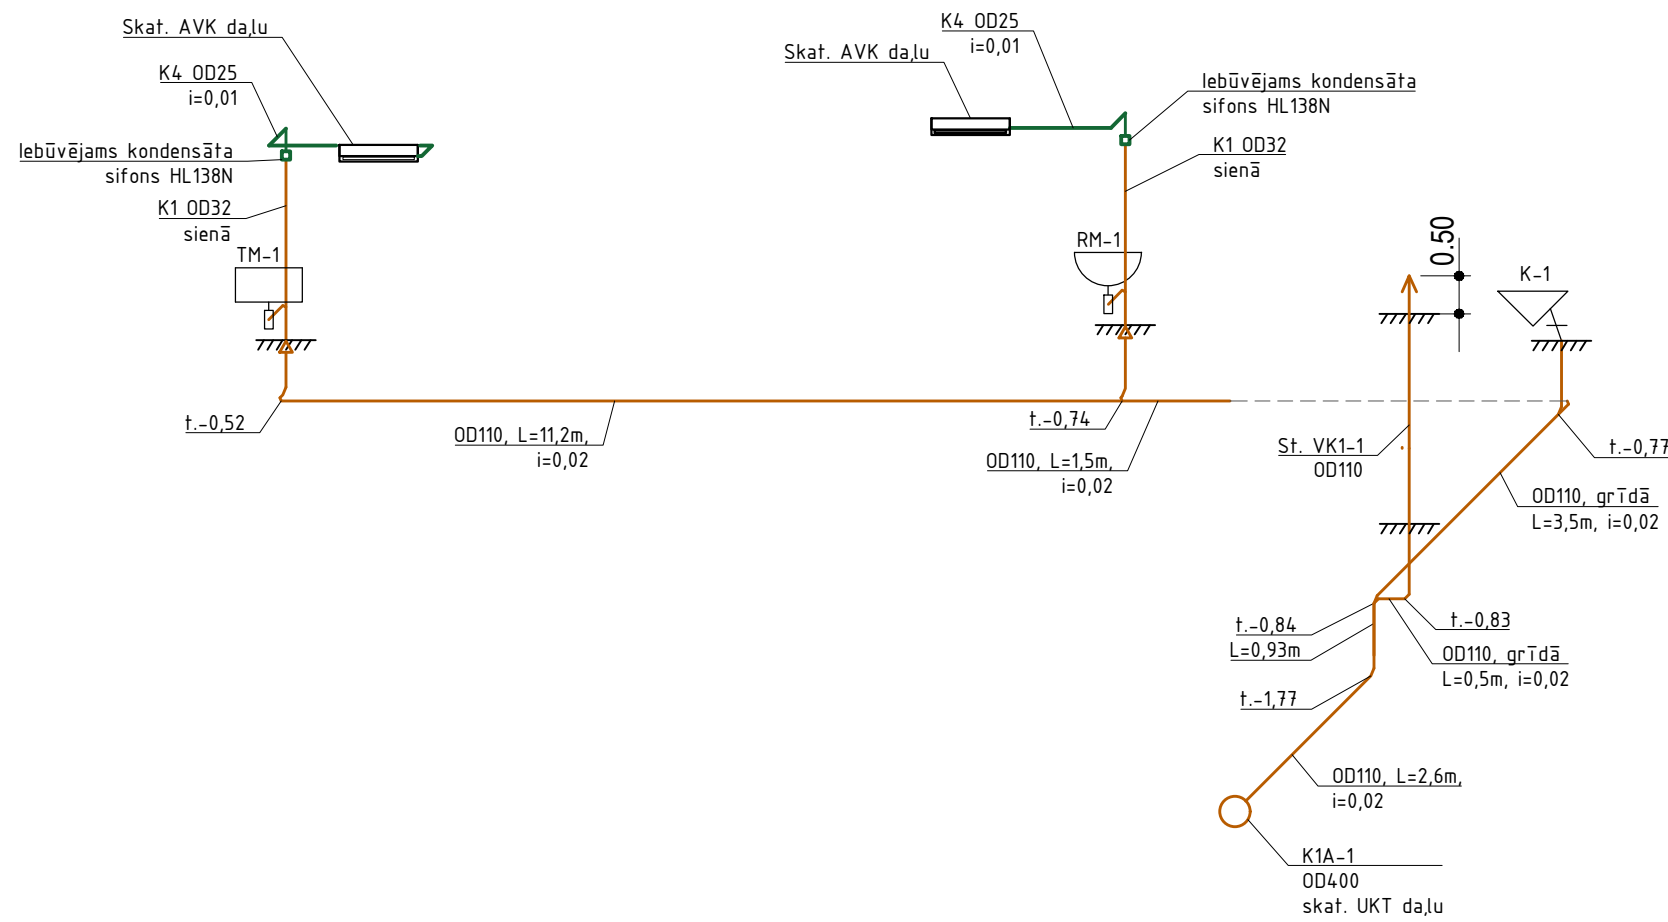 Skat. AVK da,lu
K4 OD25
i=0,01
Iebūvējams kondensāta
sifons HL138N
K1 OD32
sienā
TM-1
t.-0,52
OD110, L=11,2m,
i=0,02
K4 OD25
i=0,01
Skat. AVK da,lu
Iebūvējams kondensāta
sifons HL138N
K1 OD32
sienā
RM-1
t.-0,74
OD110, L=1,5m,
i=0,02
0.50
K-1
St. VK1-1
OD110
t.-0,77
OD110, grīdā
L=3,5m, i=0,02
t.-0,84
L=0,93m
t.-0,83
OD110, grīdā
L=0,5m, i=0,02
t.-1,77
OD110, L=2,6m,
i=0,02
K1A-1
OD400
skat. UKT da,lu